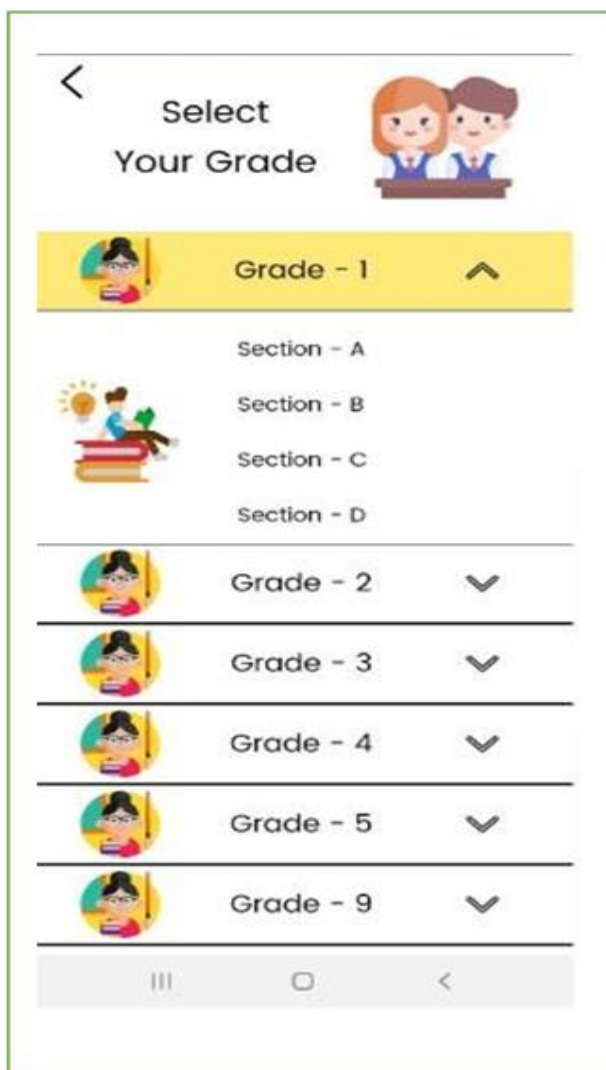 Select
Your Grade
Grade - 1
Section - A
Section - B
Section - C
Section - D
Grade - 2
Grade - 3
Grade - 4
Grade - 5
Grade - 9